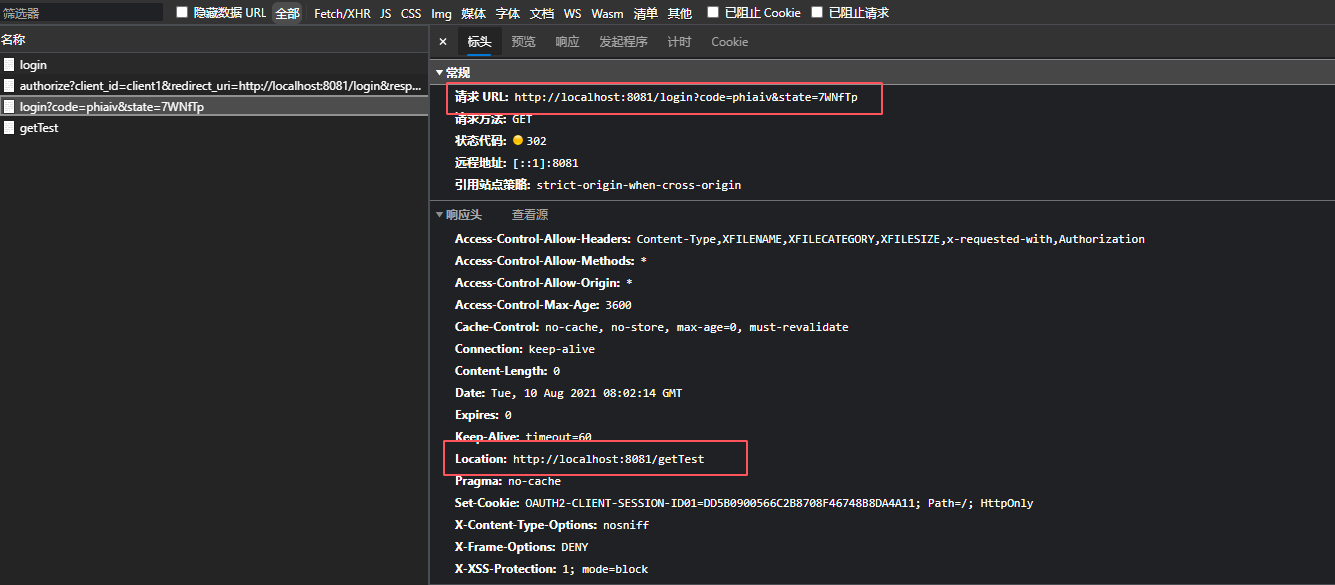 筛选器 隐藏数据 URL 全部 Fetch/XHR JS CSS Img 媒体 字体 文档 WS Wasm 清单 其他 已阻止 Cookie 已阻止请求
名称
× 标头 预览 响应 发起程序 计时 Cookie
login
authorize?client_id=client1&redirect_uri=http://localhost:8081/login&resp...
login?code=phiaiv&state=7WNfTp
getTest
常规
请求 URL: http://localhost:8081/login?code=phiaiv&state=7WNfTp
请求方法: GET
状态代码: 302
远程地址: [::1]:8081
引用站点策略: strict-origin-when-cross-origin
响应头 查看源
Access-Control-Allow-Headers: Content-Type,XFILENAME,XFILECATEGORY,XFILESIZE,x-requested-with,Authorization
Access-Control-Allow-Methods: *
Access-Control-Allow-Origin: *
Access-Control-Max-Age: 3600
Cache-Control: no-cache, no-store, max-age=0, must-revalidate
Connection: keep-alive
Content-Length: 0
Date: Tue, 10 Aug 2021 08:02:14 GMT
Expires: 0
Keep-Alive: timeout=60
Location: http://localhost:8081/getTest
Pragma: no-cache
Set-Cookie: OAUTH2-CLIENT-SESSION-ID01=DD5B0900566C2B8708F46748B8DA4A11; Path=/; HttpOnly
X-Content-Type-Options: nosniff
X-Frame-Options: DENY
X-XSS-Protection: 1; mode=block